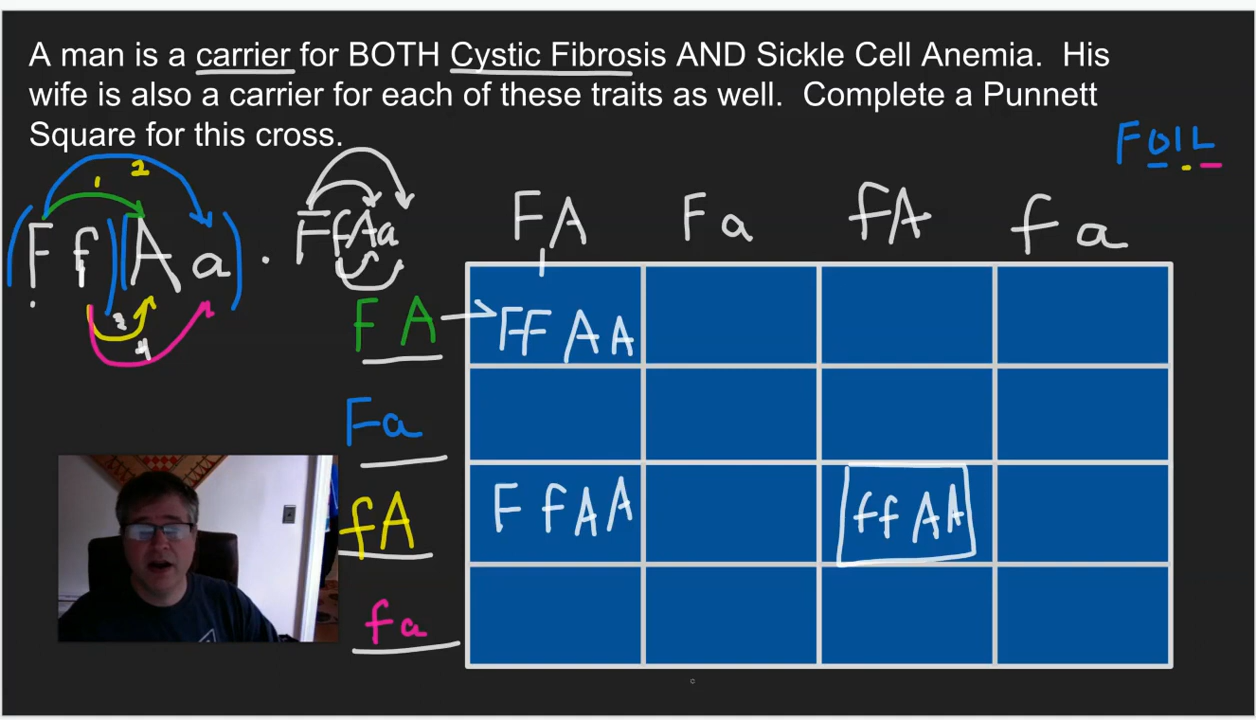 A man is a carrier for BOTH Cystic Fibrosis AND Sickle Cell Anemia. His
wife is also a carrier for each of these traits as well. Complete a Punnett
Square for this cross.
FOIL
1 2
(Ff)(Aa) · FfAa
3
4
FA Fa fA fa
FA FFAA
Fa
fA FfAA ffAA
fa